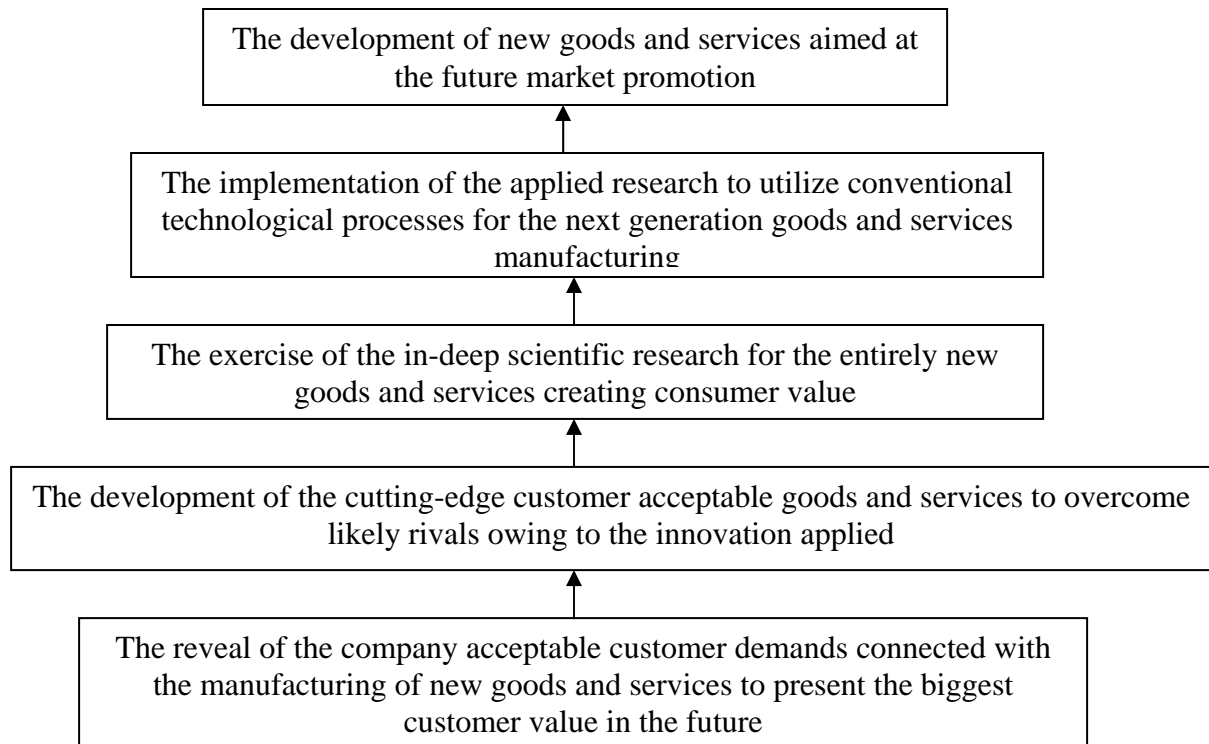 The development of new goods and services aimed at
the future market promotion
The implementation of the applied research to utilize conventional
technological processes for the next generation goods and services
manufacturing
The exercise of the in-deep scientific research for the entirely new
goods and services creating consumer value
The development of the cutting-edge customer acceptable goods and services to overcome
likely rivals owing to the innovation applied
The reveal of the company acceptable customer demands connected with
the manufacturing of new goods and services to present the biggest
customer value in the future